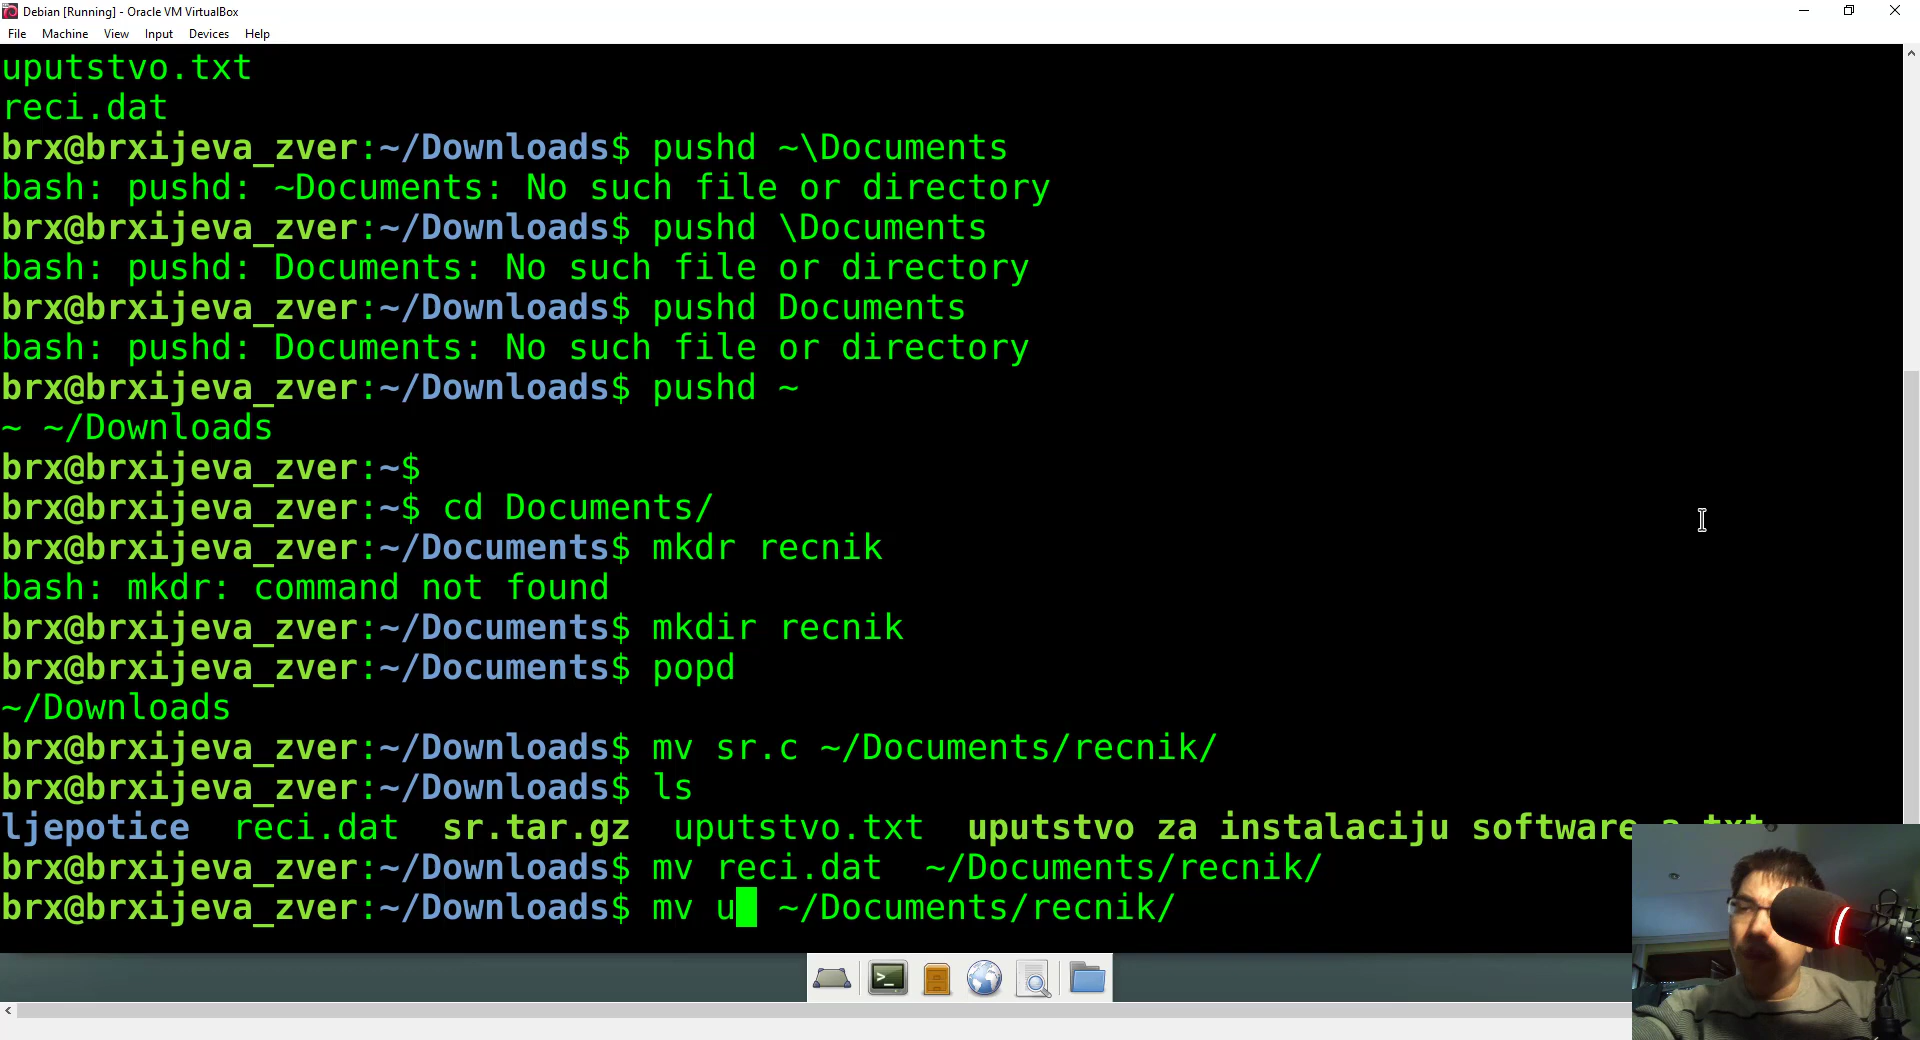 Debian [Running] - Oracle VM VirtualBox
File Machine View Input Devices Help
uputstvo.txt
reci.dat
brx@brxijeva_zver:~/Downloads$ pushd ~\Documents
bash: pushd: ~Documents: No such file or directory
brx@brxijeva_zver:~/Downloads$ pushd \Documents
bash: pushd: Documents: No such file or directory
brx@brxijeva_zver:~/Downloads$ pushd Documents
bash: pushd: Documents: No such file or directory
brx@brxijeva_zver:~/Downloads$ pushd ~
~ ~/Downloads
brx@brxijeva_zver:~$
brx@brxijeva_zver:~$ cd Documents/
brx@brxijeva_zver:~/Documents$ mkdr recnik
bash: mkdr: command not found
brx@brxijeva_zver:~/Documents$ mkdir recnik
brx@brxijeva_zver:~/Documents$ popd
~/Downloads
brx@brxijeva_zver:~/Downloads$ mv sr.c ~/Documents/recnik/
brx@brxijeva_zver:~/Downloads$ ls
ljepotice reci.dat sr.tar.gz uputstvo.txt uputstvo za instalaciju software
brx@brxijeva_zver:~/Downloads$ mv reci.dat  ~/Documents/recnik/
brx@brxijeva_zver:~/Downloads$ mv u  ~/Documents/recnik/